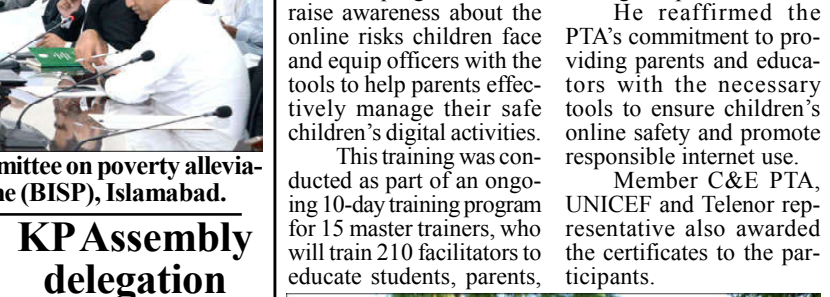 mittee on poverty allevia-
ne (BISP), Islamabad.
KP Assembly
delegation
raise awareness about the
online risks children face
and equip officers with the
tools to help parents effec-
tively manage their safe
children's digital activities.
This training was con-
ducted as part of an ongo-
ing 10-day training program
for 15 master trainers, who
will train 210 facilitators to
educate students, parents,
He reaffirmed the
PTA's commitment to pro-
viding parents and educa-
tors with the necessary
tools to ensure children's
online safety and promote
responsible internet use.
Member C&E PTA,
UNICEF and Telenor rep-
resentative also awarded
the certificates to the par-
ticipants.